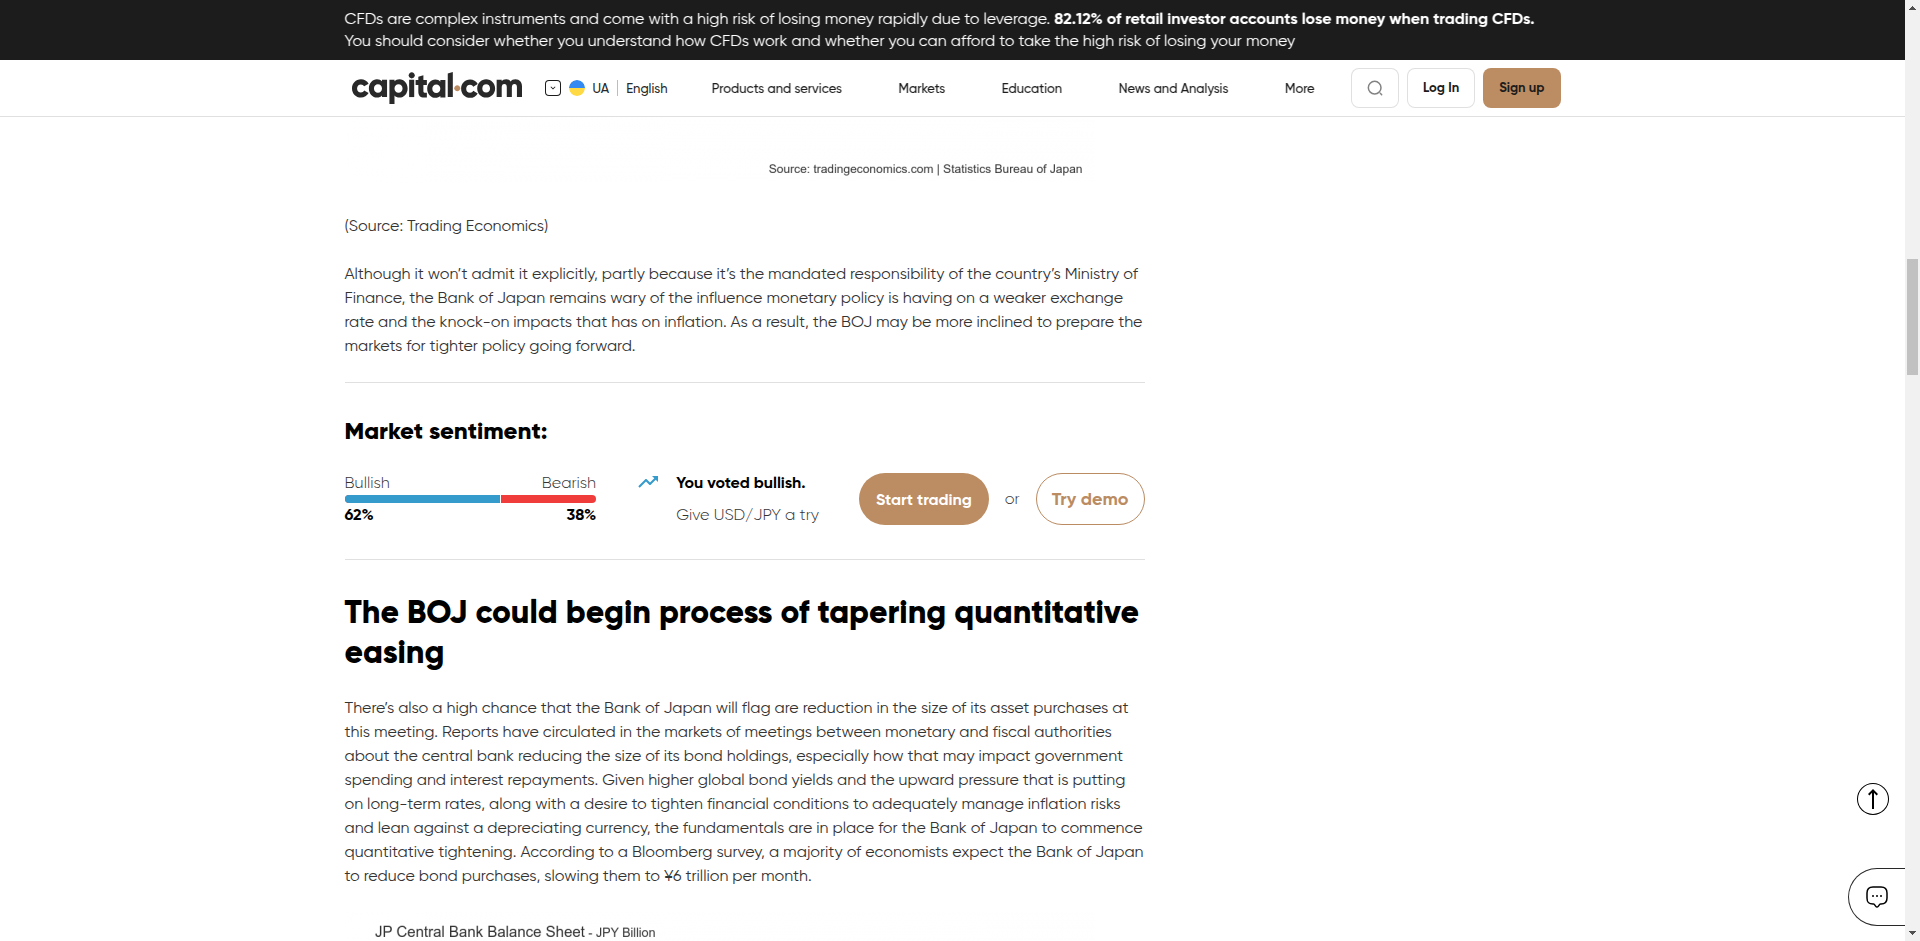 CFDs are complex instruments and come with a high risk of losing money rapidly due to leverage. 82.12% of retail investor accounts lose money when trading CFDs.
You should consider whether you understand how CFDs work and whether you can afford to take the high risk of losing your money
capital.com
UA English
Products and services
Markets
Education
News and Analysis
More
Log In
Sign up
Source: tradingeconomics.com | Statistics Bureau of Japan
(Source: Trading Economics)
Although it won’t admit it explicitly, partly because it’s the mandated responsibility of the country’s Ministry of
Finance, the Bank of Japan remains wary of the influence monetary policy is having on a weaker exchange
rate and the knock-on impacts that has on inflation. As a result, the BOJ may be more inclined to prepare the
markets for tighter policy going forward.
Market sentiment:
Bullish
Bearish
62%
38%
You voted bullish.
Give USD/JPY a try
Start trading
or
Try demo
The BOJ could begin process of tapering quantitative
easing
There’s also a high chance that the Bank of Japan will flag are reduction in the size of its asset purchases at
this meeting. Reports have circulated in the markets of meetings between monetary and fiscal authorities
about the central bank reducing the size of its bond holdings, especially how that may impact government
spending and interest repayments. Given higher global bond yields and the upward pressure that is putting
on long-term rates, along with a desire to tighten financial conditions to adequately manage inflation risks
and lean against a depreciating currency, the fundamentals are in place for the Bank of Japan to commence
quantitative tightening. According to a Bloomberg survey, a majority of economists expect the Bank of Japan
to reduce bond purchases, slowing them to ¥6 trillion per month.
JP Central Bank Balance Sheet - JPY Billion